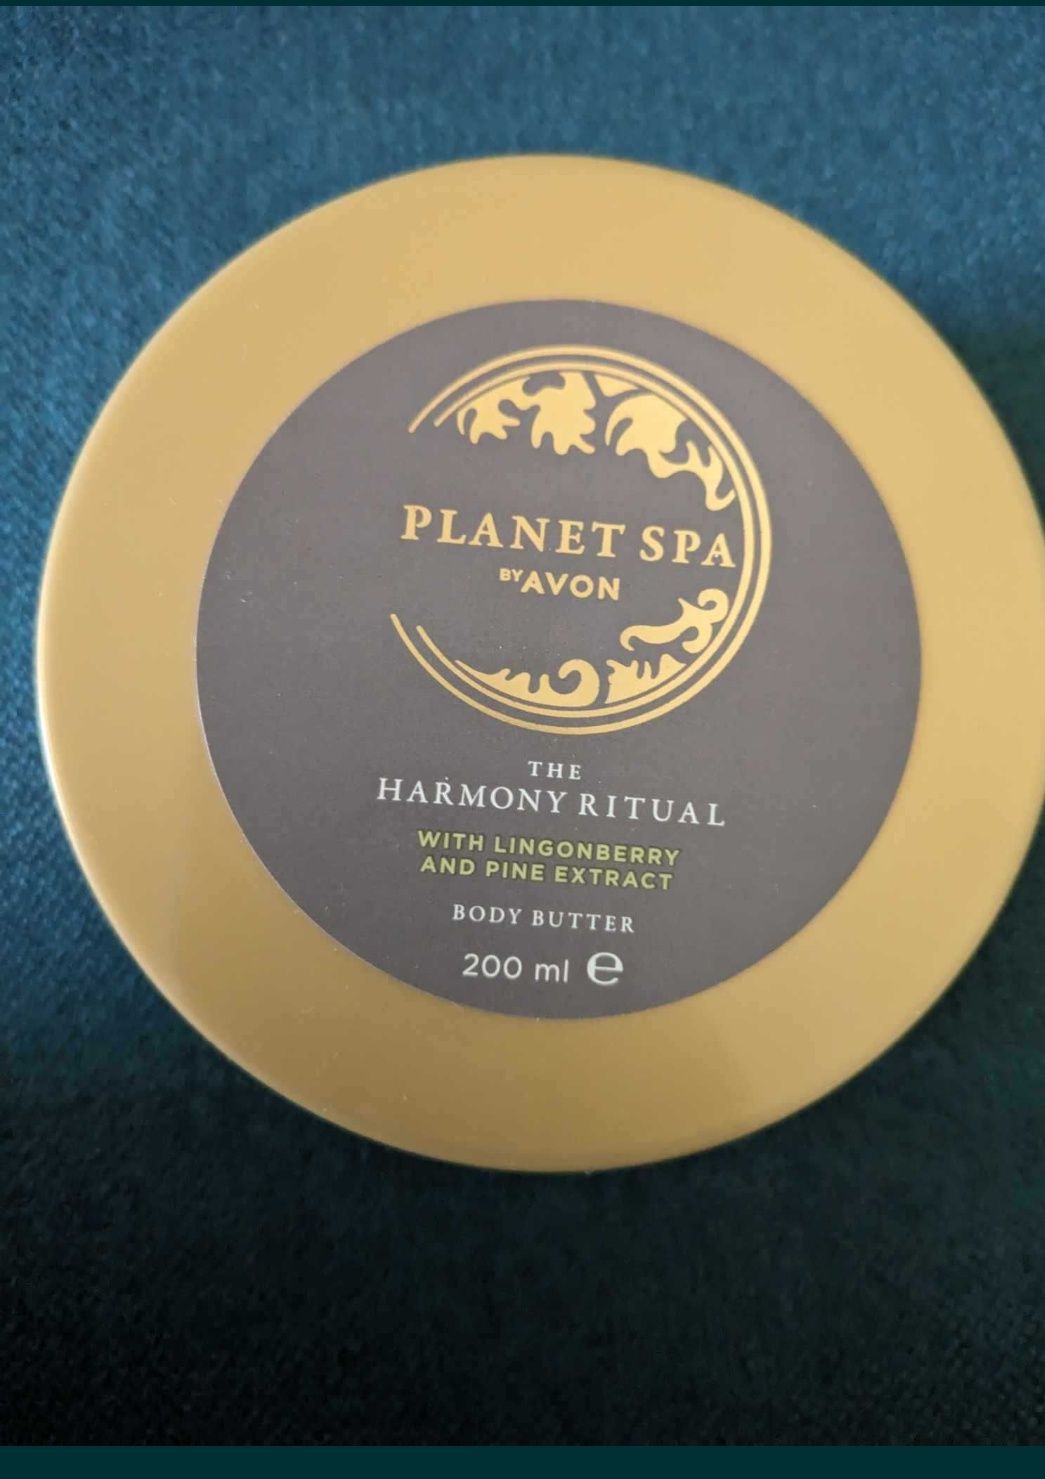 PLANET SPA
BY AVON
THE
HARMONY RITUAL
WITH LINGONBERRY
AND PINE EXTRACT
BODY BUTTER
200 ml ℮